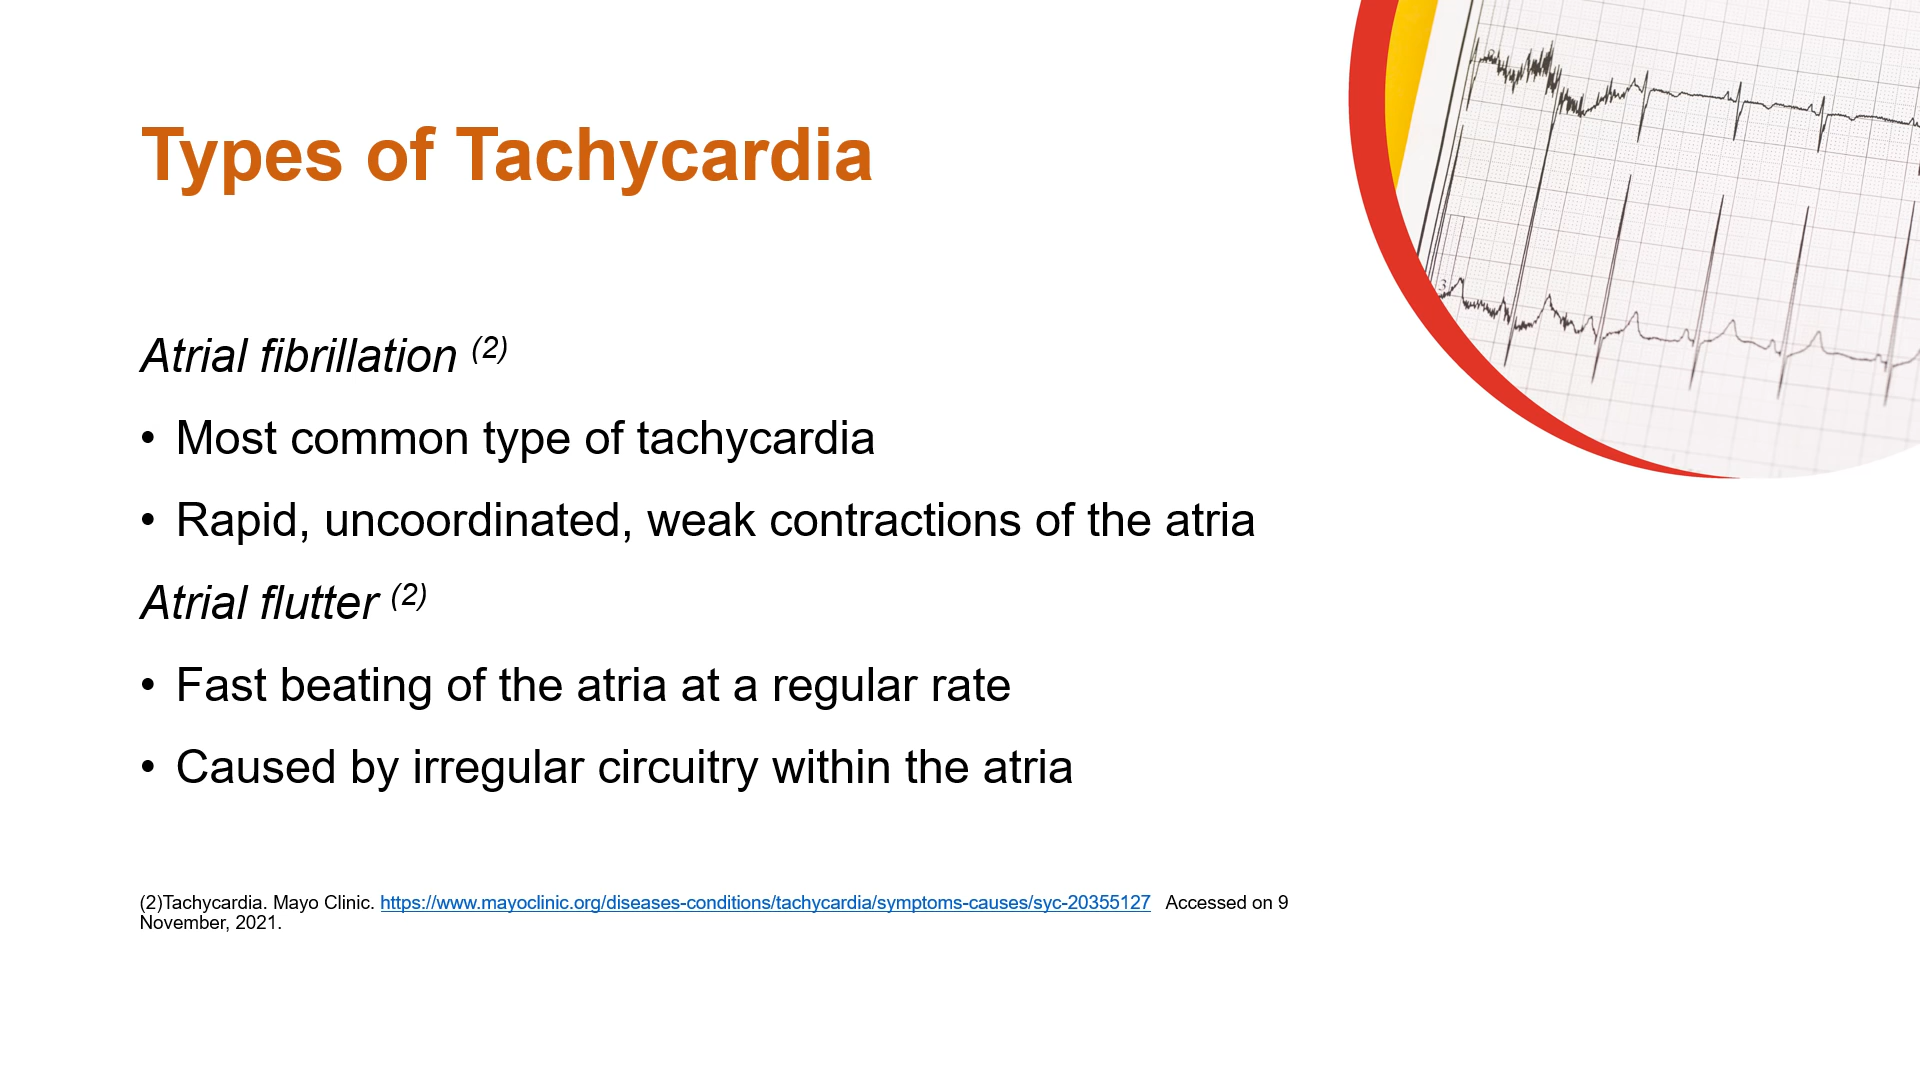 Types of Tachycardia
Atrial fibrillation (2)
• Most common type of tachycardia
• Rapid, uncoordinated, weak contractions of the atria
Atrial flutter (2)
• Fast beating of the atria at a regular rate
• Caused by irregular circuitry within the atria
(2)Tachycardia. Mayo Clinic. https://www.mayoclinic.org/diseases-conditions/tachycardia/symptoms-causes/syc-20355127 Accessed on 9
November, 2021.
3